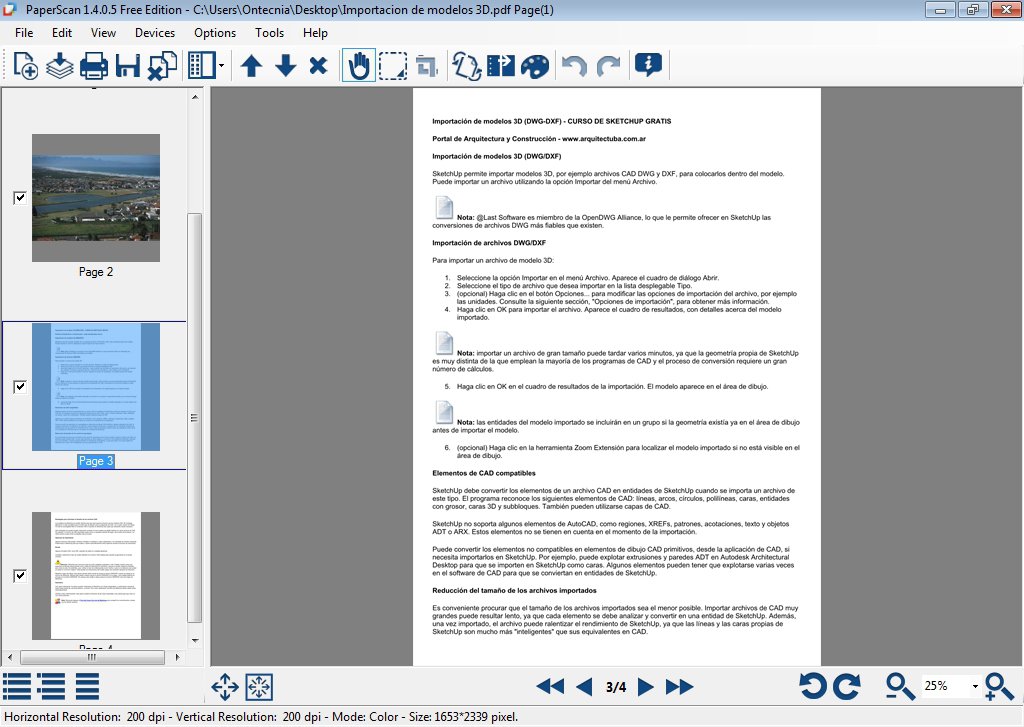 PaperScan 1.4.0.5 Free Edition - C:\Users\Ontecnia\Desktop\Importacion de modelos 3D.pdf Page(1)
File Edit View Devices Options Tools Help
Page 2
Page 3
Page 4
Importación de modelos 3D (DWG-DXF) - CURSO DE SKETCHUP GRATIS
Portal de Arquitectura y Construcción - www.arquitectuba.com.ar
Importación de modelos 3D (DWG/DXF)
SketchUp permite importar modelos 3D, por ejemplo archivos CAD DWG y DXF, para colocarlos dentro del modelo.
Puede importar un archivo utilizando la opción Importar del menú Archivo.
Nota: @Last Software es miembro de la OpenDWG Alliance, lo que le permite ofrecer en SketchUp las
conversiones de archivos DWG más fiables que existen.
Importación de archivos DWG/DXF
Para importar un archivo de modelo 3D:
1. Seleccione la opción Importar en el menú Archivo. Aparece el cuadro de diálogo Abrir.
2. Seleccione el tipo de archivo que desea importar en la lista desplegable Tipo.
3. (opcional) Haga clic en el botón Opciones... para modificar las opciones de importación del archivo, por ejemplo
las unidades. Consulte la siguiente sección, "Opciones de importación", para obtener más información.
4. Haga clic en OK para importar el archivo. Aparece el cuadro de resultados, con detalles acerca del modelo
importado.
Nota: importar un archivo de gran tamaño puede tardar varios minutos, ya que la geometría propia de SketchUp
es muy distinta de la que emplean la mayoría de los programas de CAD y el proceso de conversión requiere un gran
número de cálculos.
5. Haga clic en OK en el cuadro de resultados de la importación. El modelo aparece en el área de dibujo.
Nota: las entidades del modelo importado se incluirán en un grupo si la geometría existía ya en el área de dibujo
antes de importar el modelo.
6. (opcional) Haga clic en la herramienta Zoom Extensión para localizar el modelo importado si no está visible en el
área de dibujo.
Elementos de CAD compatibles
SketchUp debe convertir los elementos de un archivo CAD en entidades de SketchUp cuando se importa un archivo de
este tipo. El programa reconoce los siguientes elementos de CAD: líneas, arcos, círculos, polilíneas, caras, entidades
con grosor, caras 3D y subbloques. También pueden utilizarse capas de CAD.
SketchUp no soporta algunos elementos de AutoCAD, como regiones, XREFs, patrones, acotaciones, texto y objetos
ADT o ARX. Estos elementos no se tienen en cuenta en el momento de la importación.
Puede convertir los elementos no compatibles en elementos de dibujo CAD primitivos, desde la aplicación de CAD, si
necesita importarlos en SketchUp. Por ejemplo, puede explotar extrusiones y paredes ADT en Autodesk Architectural
Desktop para que se importen en SketchUp como caras. Algunos elementos pueden tener que explotarse varias veces
en el software de CAD para que se conviertan en entidades de SketchUp.
Reducción del tamaño de los archivos importados
Es conveniente procurar que el tamaño de los archivos importados sea el menor posible. Importar archivos de CAD muy
grandes puede resultar lento, ya que cada elemento se debe analizar y convertir en una entidad de SketchUp. Además,
una vez importado, el archivo puede ralentizar el rendimiento de SketchUp, ya que las líneas y las caras propias de
SketchUp son mucho más "inteligentes" que sus equivalentes en CAD.
3/4
25%
Horizontal Resolution: 200 dpi - Vertical Resolution: 200 dpi - Mode: Color - Size: 1653*2339 pixel.